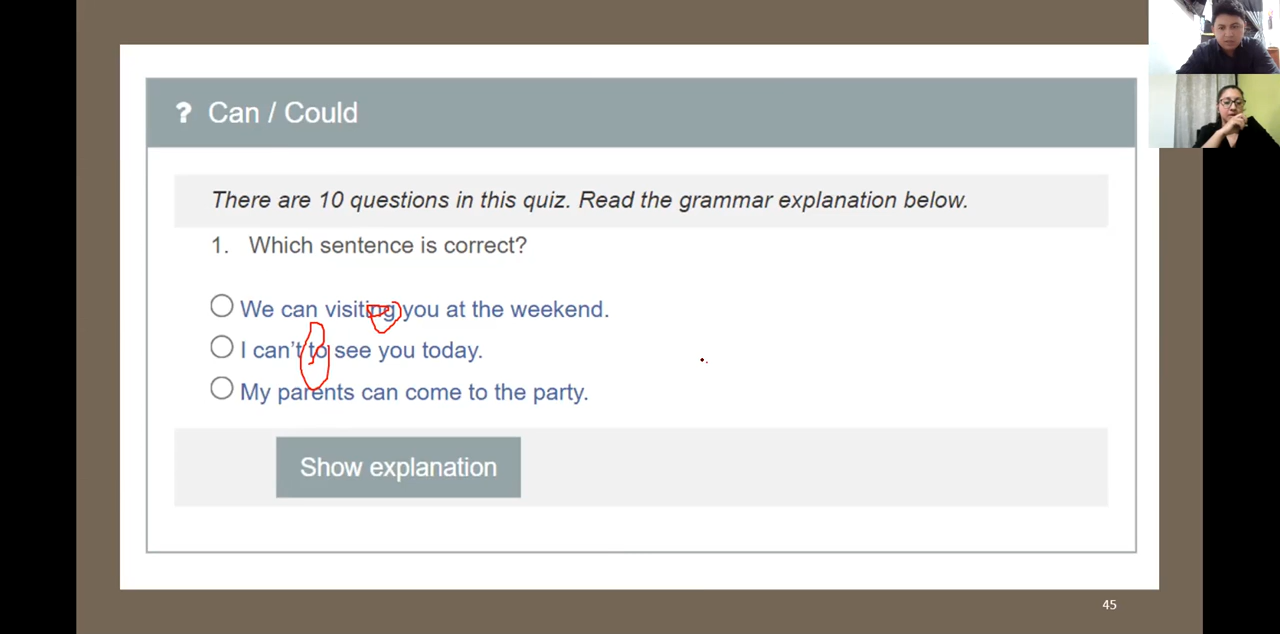 ? Can / Could
There are 10 questions in this quiz. Read the grammar explanation below.
1. Which sentence is correct?
We can visiting you at the weekend.
I can't to see you today.
My parents can come to the party.
Show explanation
45